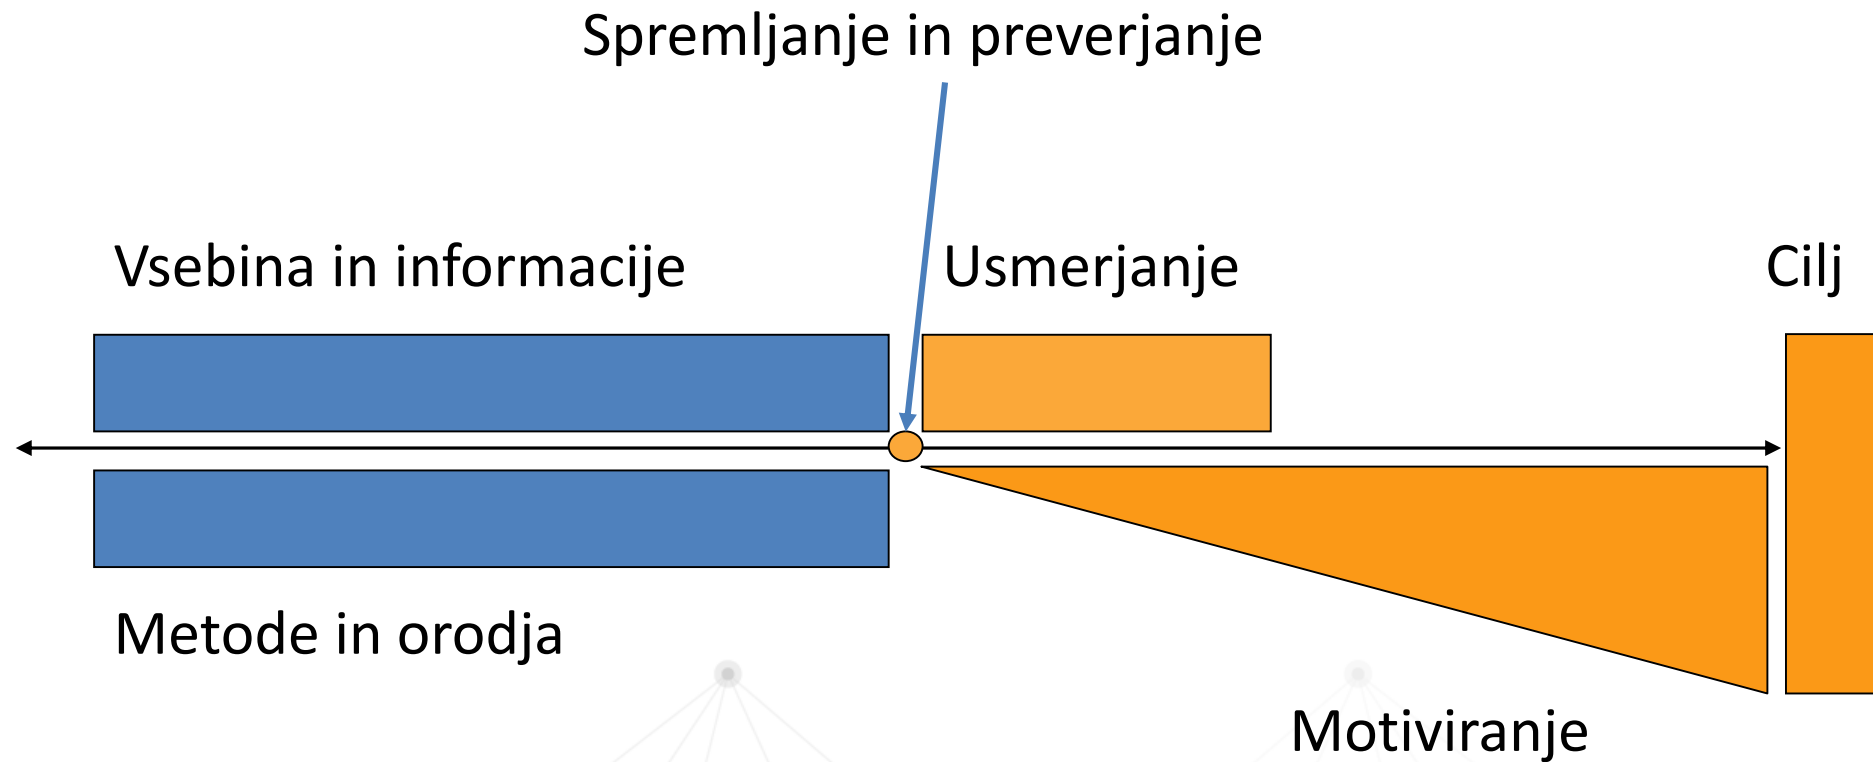 Spremljanje in preverjanje
Vsebina in informacije
Usmerjanje
Cilj
Metode in orodja
Motiviranje